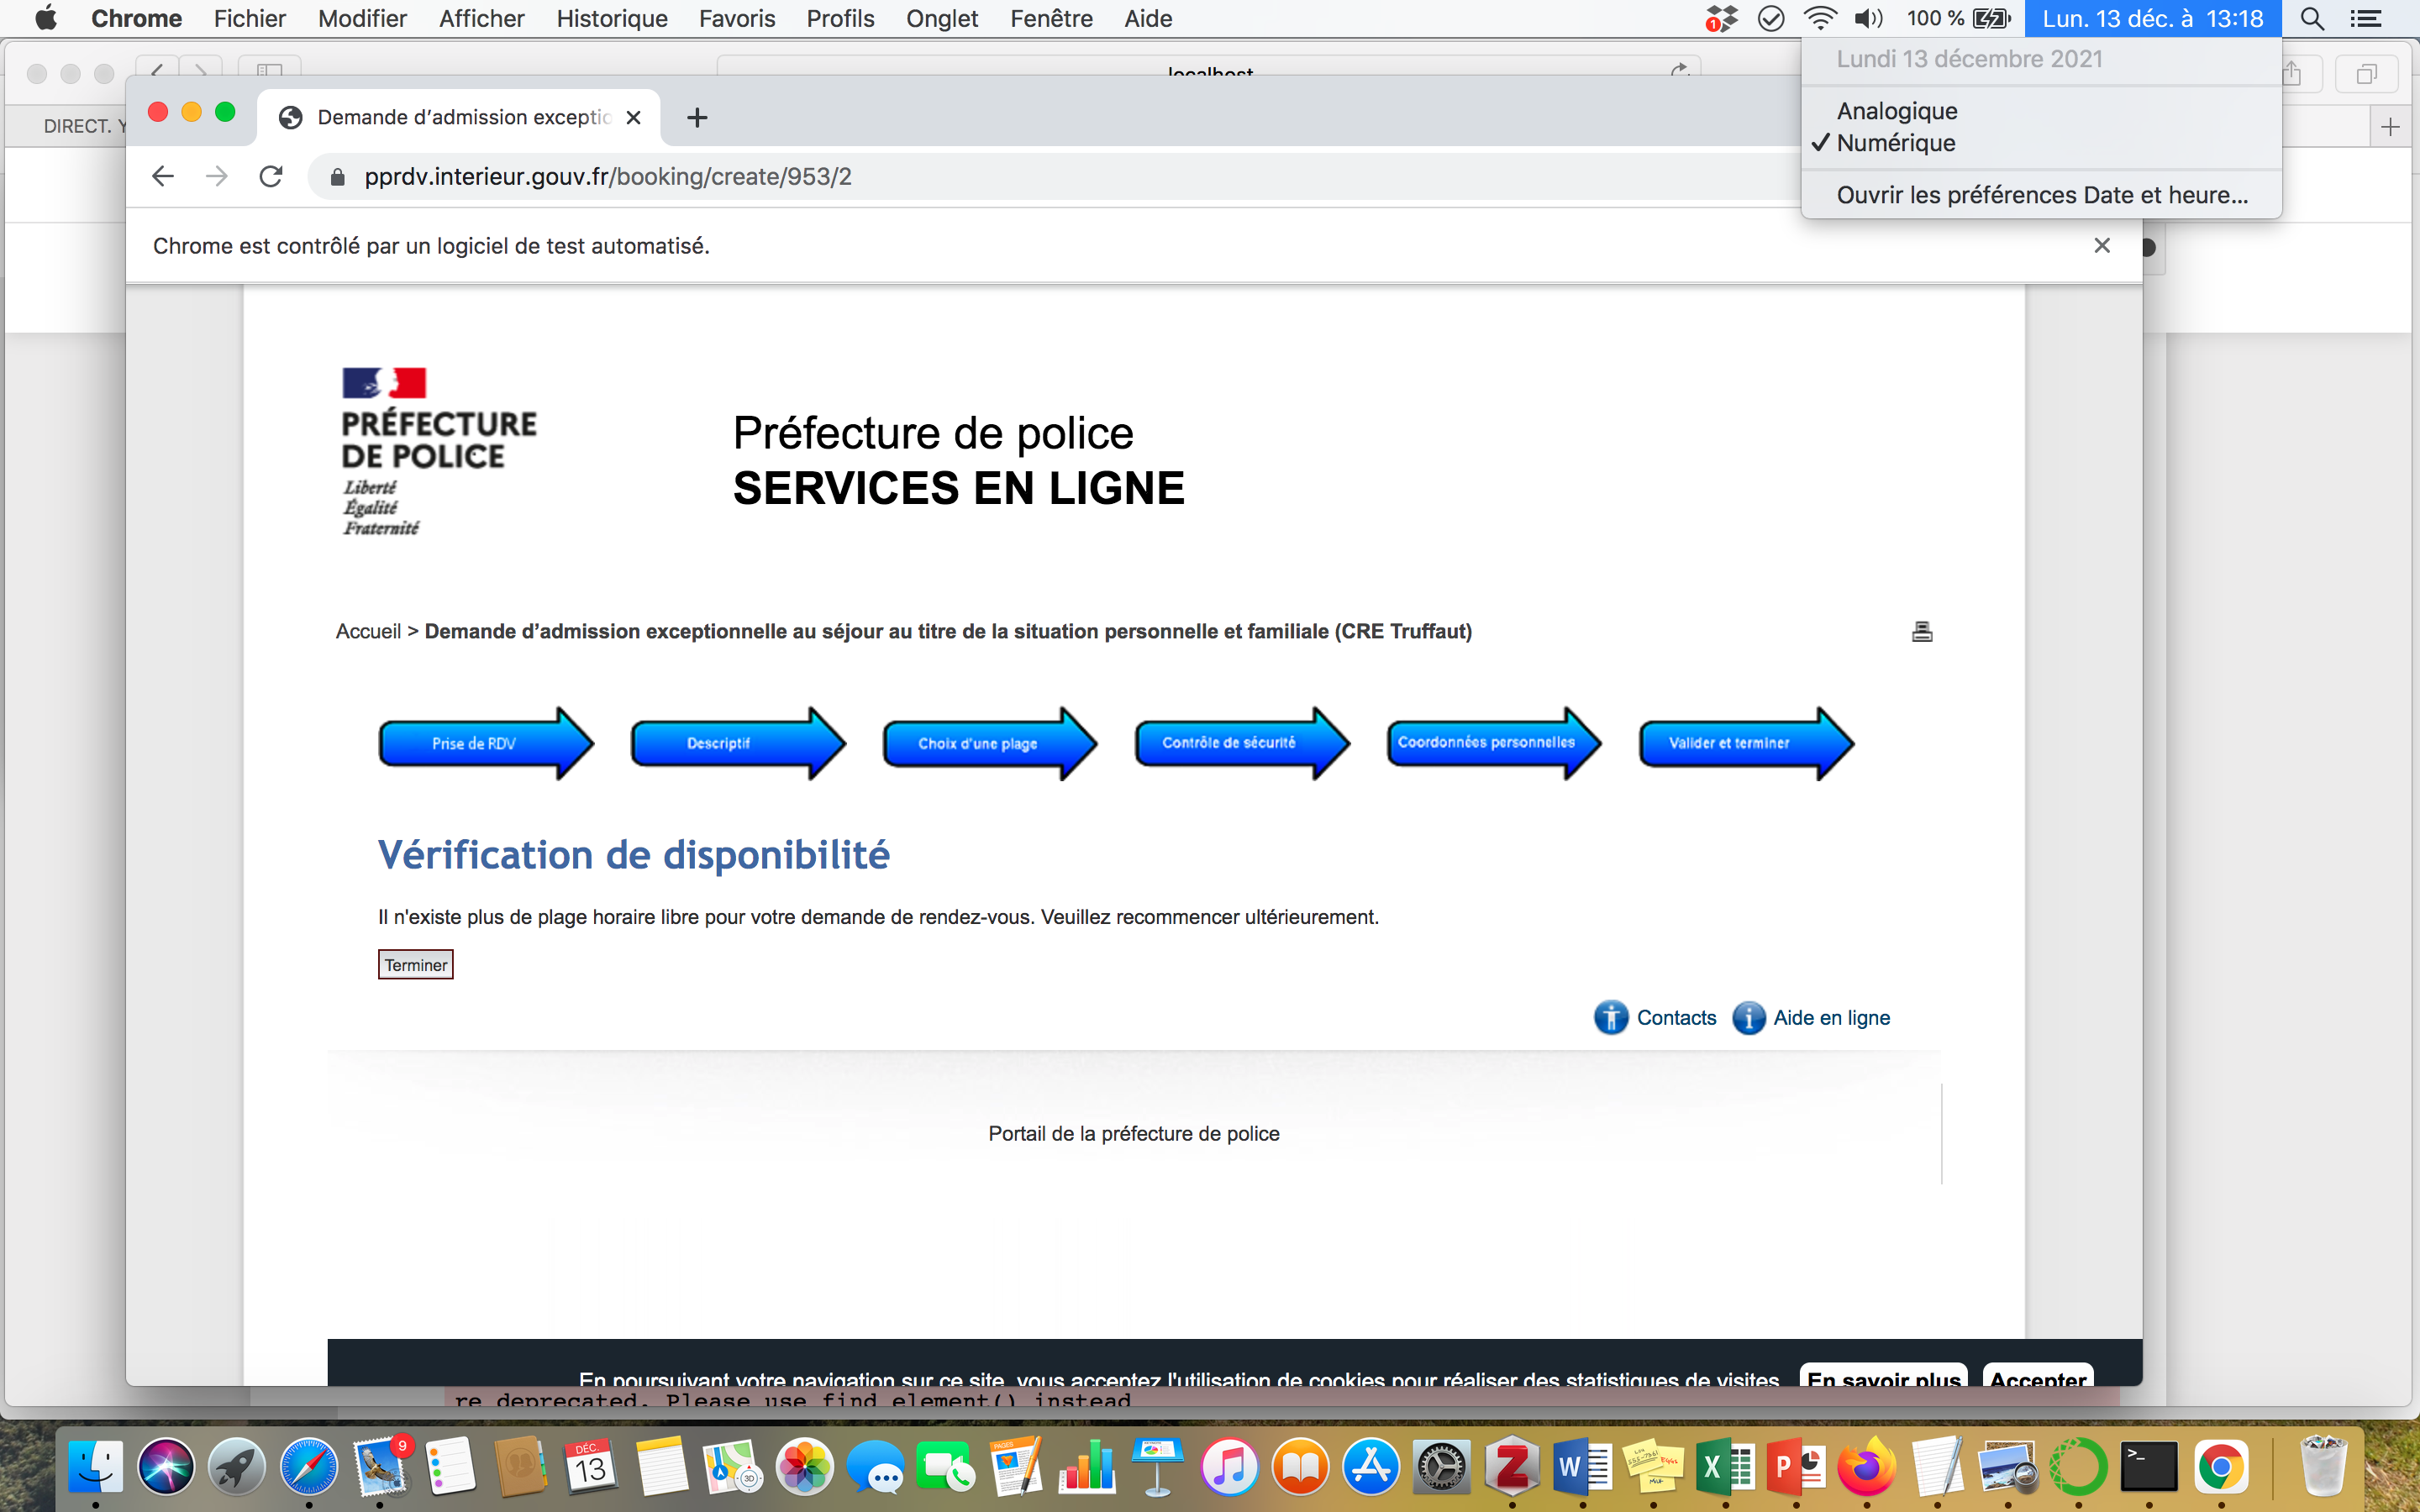 Chrome Fichier Modifier Afficher Historique Favoris Profils Onglet Fenêtre Aide 1 100 % Lun. 13 déc. à 13:18
Lundi 13 décembre 2021
Analogique
✓ Numérique
Ouvrir les préférences Date et heure...
localhost
DIRECT. Y
Demande d’admission exceptio
pprdv.interieur.gouv.fr/booking/create/953/2
Chrome est contrôlé par un logiciel de test automatisé.
PRÉFECTURE
DE POLICE
Liberté
Égalité
Fraternité
Préfecture de police
SERVICES EN LIGNE
Accueil > Demande d’admission exceptionnelle au séjour au titre de la situation personnelle et familiale (CRE Truffaut)
Prise de RDV
Descriptif
Choix d'une plage
Contrôle de sécurité
Coordonnées personnelles
Valider et terminer
Vérification de disponibilité
Il n'existe plus de plage horaire libre pour votre demande de rendez-vous. Veuillez recommencer ultérieurement.
Terminer
Contacts
Aide en ligne
Portail de la préfecture de police
En poursuivant votre navigation sur ce site, vous acceptez l'utilisation de cookies pour réaliser des statistiques de visites
En savoir plus
Accepter
re deprecated. Please use find_element() instead
9
DÉC.
13
3D
PAGES
Z
W
X
P
>_